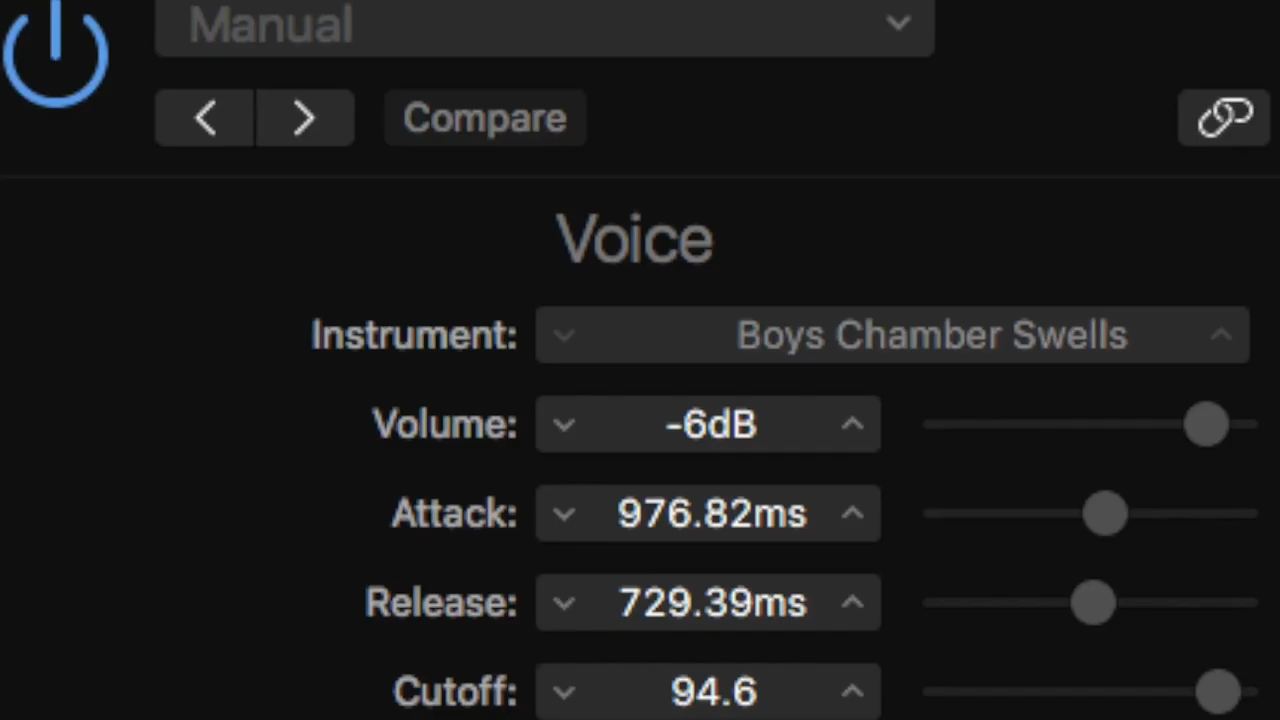 Manual
Compare
Voice
Instrument: Boys Chamber Swells
Volume: -6dB
Attack: 976.82ms
Release: 729.39ms
Cutoff: 94.6